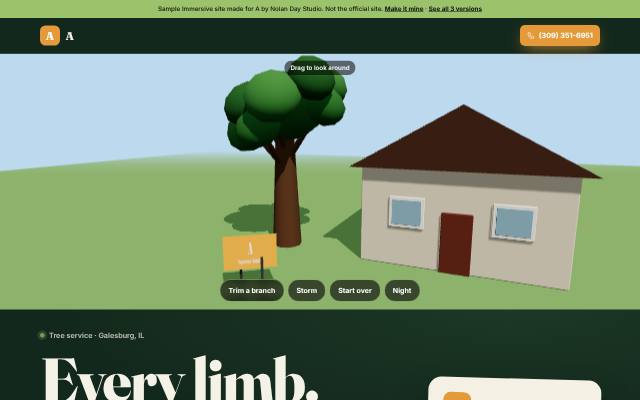 Sample Immersive site made for A by Nolan Day Studio. Not the official site. Make it mine · See all 3 versions
A A
(309) 351-6951
Drag to look around
Trim a branch Storm Start over Night
Tree service · Galesburg, IL
Every limb,